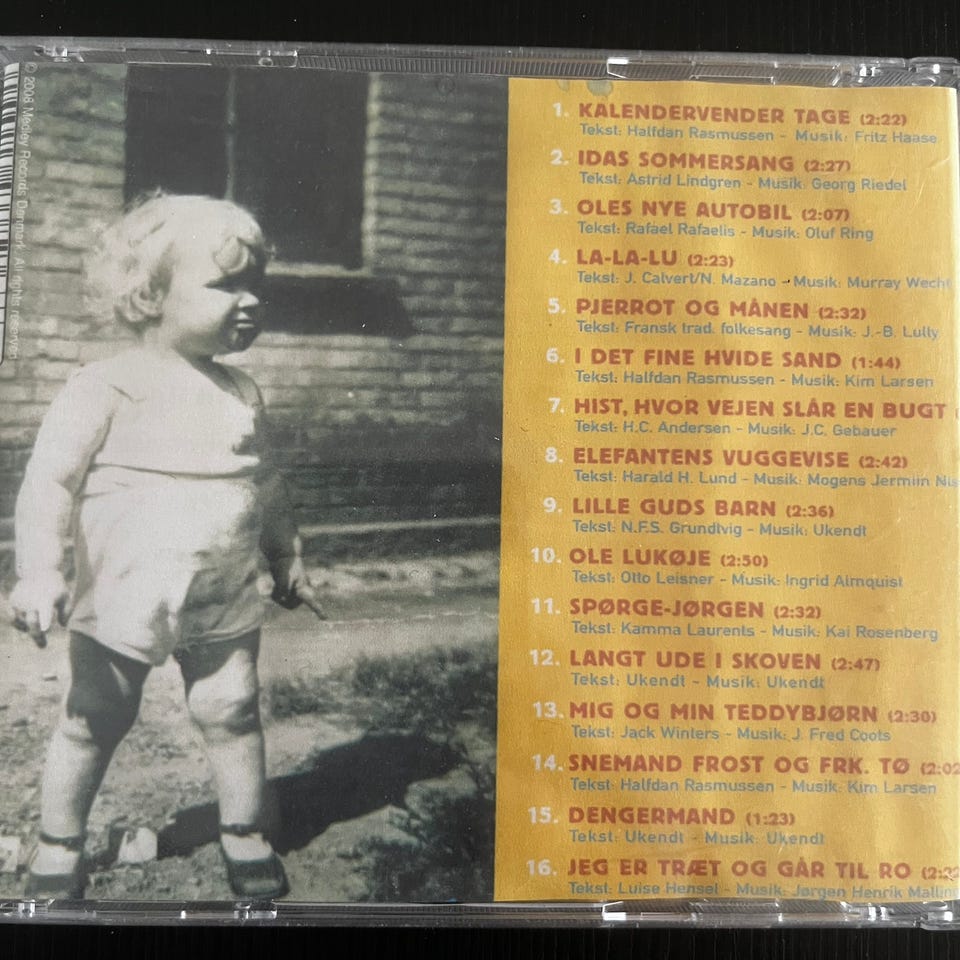 © 2006 Medley Records Danmark. All rights reserved
1. KALENDERVENDER TAGE (2:22)
Tekst: Halfdan Rasmussen - Musik: Fritz Haase
2. IDAS SOMMERSANG (2:27)
Tekst: Astrid Lindgren - Musik: Georg Riedel
3. OLES NYE AUTOBIL (2:07)
Tekst: Rafael Rafaelis - Musik: Oluf Ring
4. LA-LA-LU (2:23)
Tekst: J. Calvert/N. Mazano - Musik: Murray Wech
5. PJERROT OG MÅNEN (2:32)
Tekst: Fransk trad. folkesang - Musik: J.-B. Lully
6. I DET FINE HVIDE SAND (1:44)
Tekst: Halfdan Rasmussen - Musik: Kim Larsen
7. HIST, HVOR VEJEN SLÅR EN BUGT
Tekst: H.C. Andersen - Musik: J.C. Gebauer
8. ELEFANTENS VUGGEVISE (2:42)
Tekst: Harald H. Lund - Musik: Mogens Jermiin Nis
9. LILLE GUDS BARN (2:36)
Tekst: N.F.S. Grundtvig - Musik: Ukendt
10. OLE LUKØJE (2:50)
Tekst: Otto Leisner - Musik: Ingrid Almquist
11. SPØRGE-JØRGEN (2:32)
Tekst: Kamma Laurents - Musik: Kai Rosenberg
12. LANGT UDE I SKOVEN (2:47)
Tekst: Ukendt - Musik: Ukendt
13. MIG OG MIN TEDDYBJØRN (2:30)
Tekst: Jack Winters - Musik: J. Fred Coots
14. SNEMAND FROST OG FRK. TØ (2:02
Tekst: Halfdan Rasmussen - Musik: Kim Larsen
15. DENGERMAND (1:23)
Tekst: Ukendt - Musik: Ukendt
16. JEG ER TRÆT OG GÅR TIL RO (2:22
Tekst: Luise Hensel - Musik: Jørgen Henrik Malling